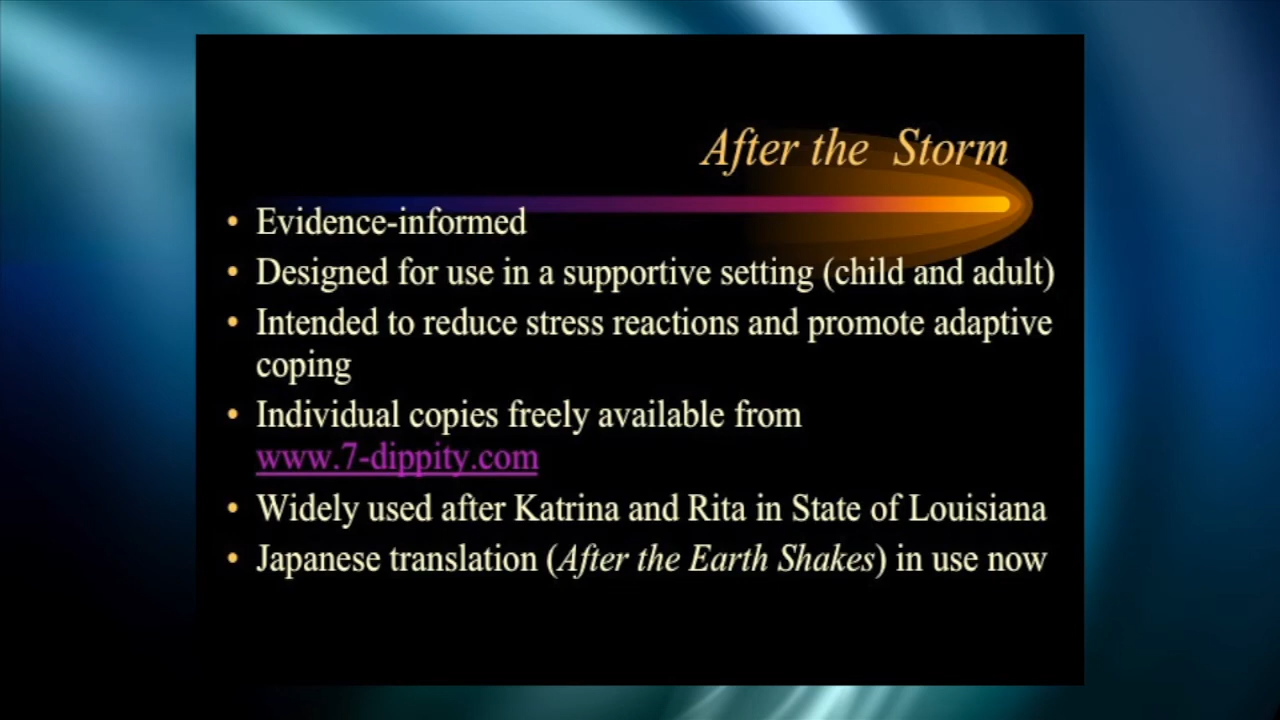 After the Storm
• Evidence-informed
• Designed for use in a supportive setting (child and adult)
• Intended to reduce stress reactions and promote adaptive
coping
• Individual copies freely available from
www.7-dippity.com
• Widely used after Katrina and Rita in State of Louisiana
• Japanese translation (After the Earth Shakes) in use now